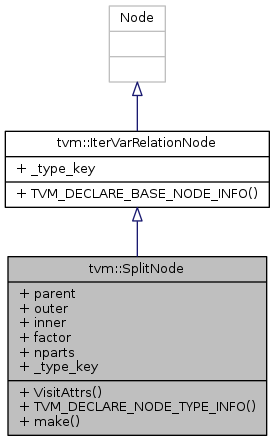 Node
tvm::IterVarRelationNode
+ _type_key
+ TVM_DECLARE_BASE_NODE_INFO()
tvm::SplitNode
+ parent
+ outer
+ inner
+ factor
+ nparts
+ _type_key
+ VisitAttrs()
+ TVM_DECLARE_NODE_TYPE_INFO()
+ make()